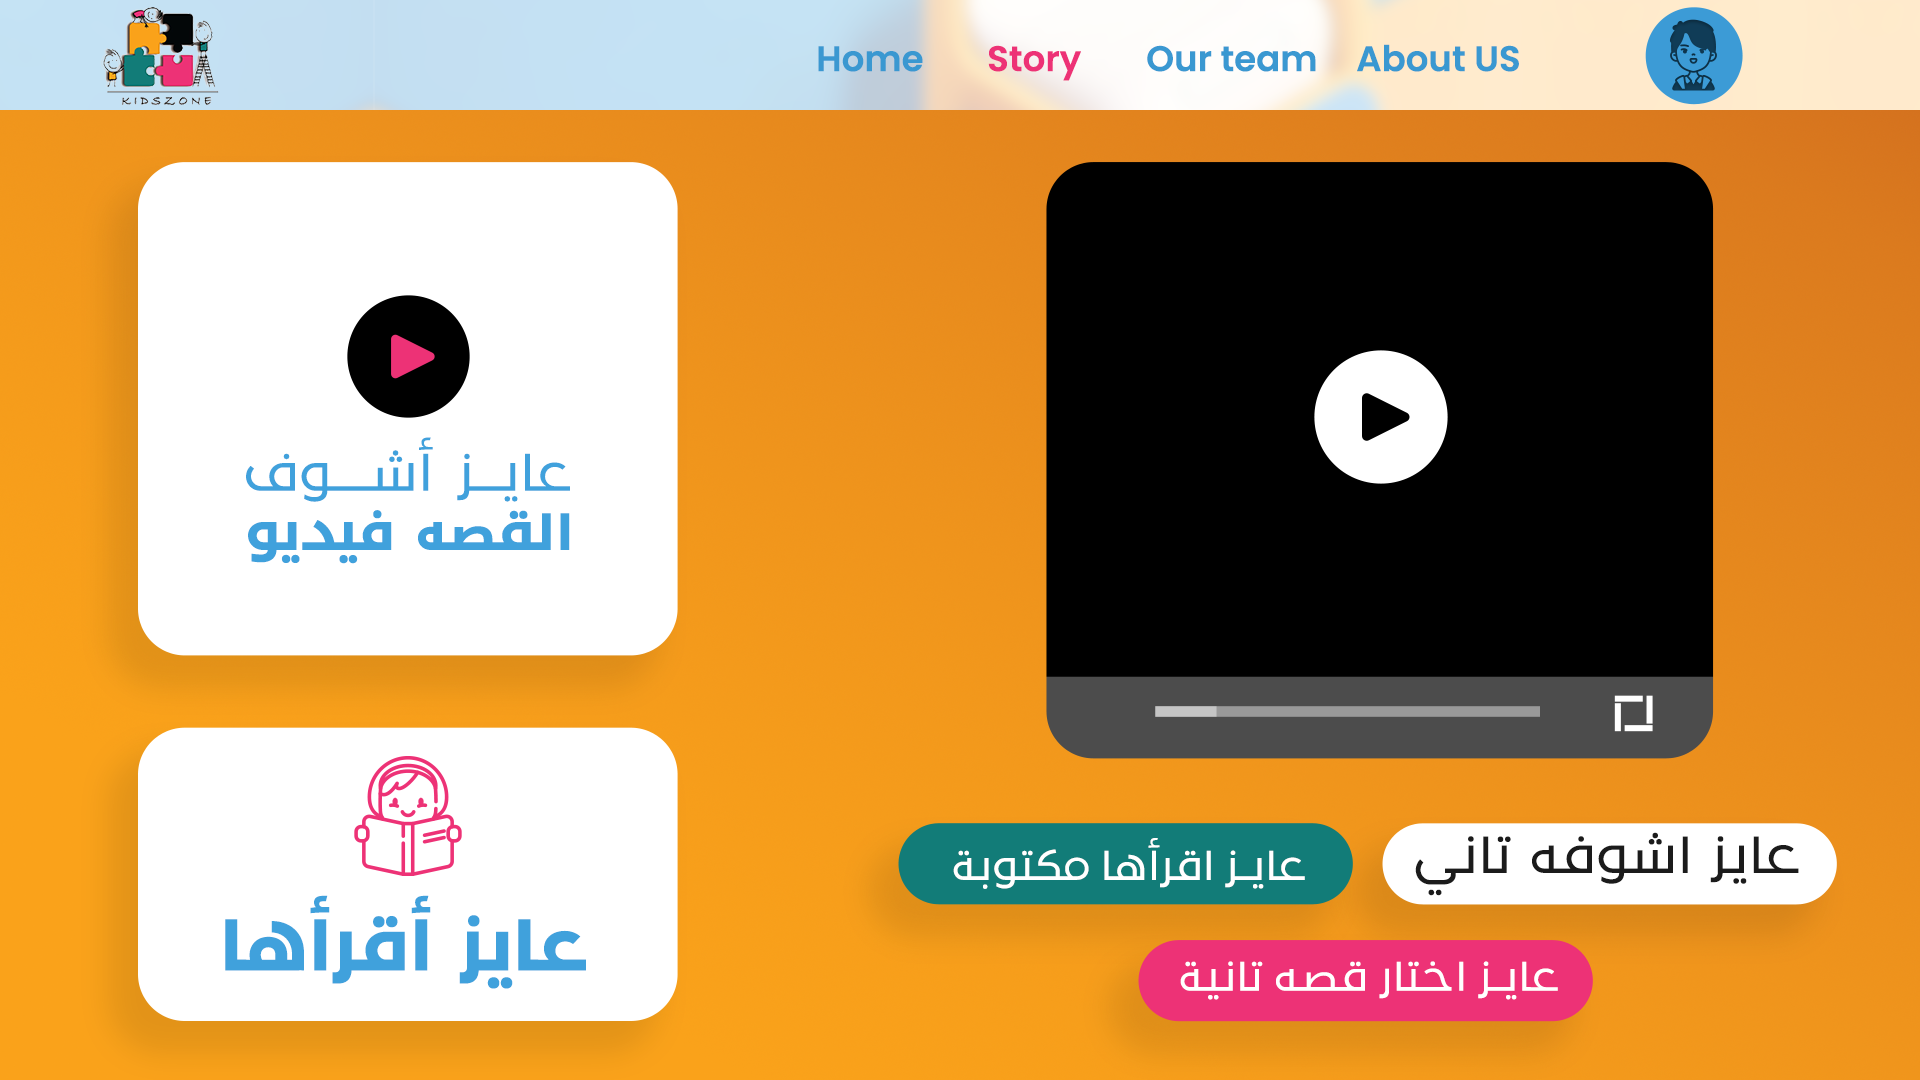 KIDSZONE
Home
Story
Our team
About US
عايز أشوف
القصه فيديو
عايز أقرأها
عايز اقرأها مكتوبة
عايز اشوفه تاني
عايز اختار قصه تانية